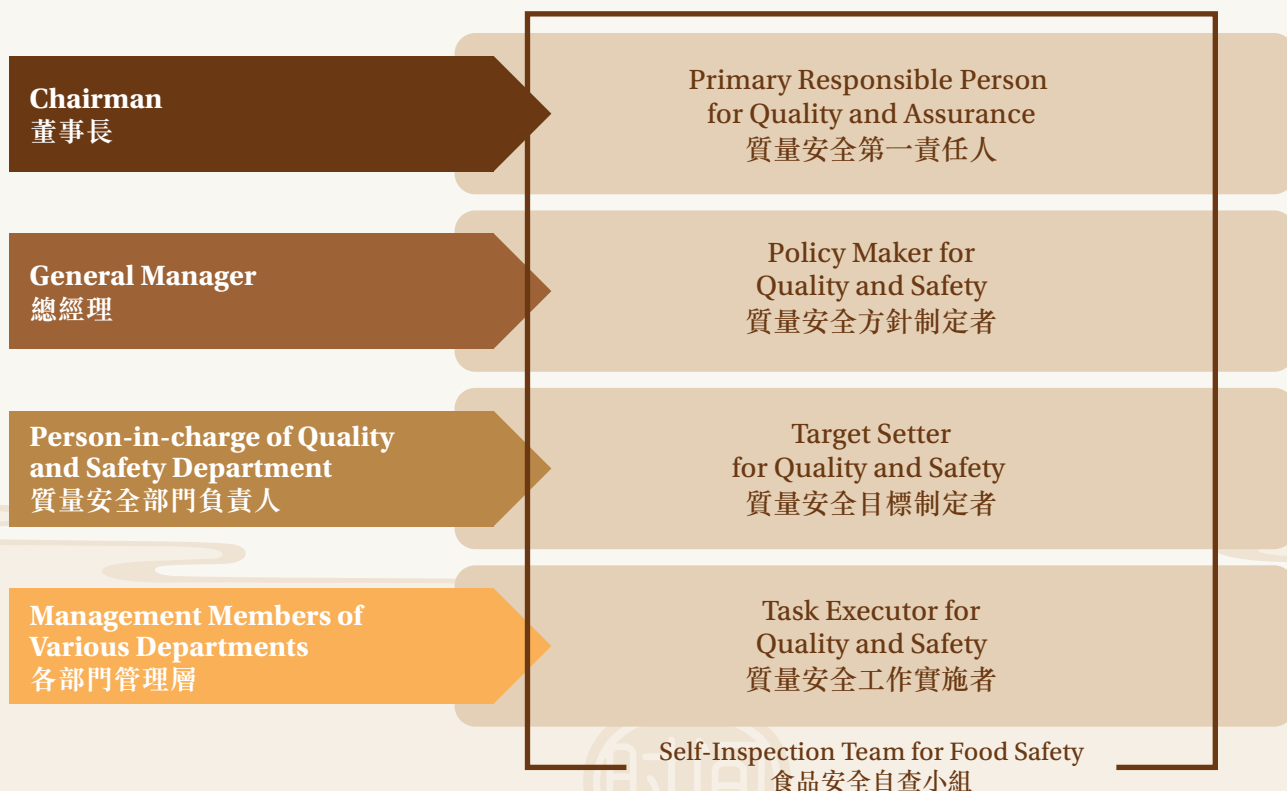 Chairman
董事長
Primary Responsible Person
for Quality and Assurance
質量安全第一責任人
General Manager
總經理
Policy Maker for
Quality and Safety
質量安全方針制定者
Person-in-charge of Quality
and Safety Department
質量安全部門負責人
Target Setter
for Quality and Safety
質量安全目標制定者
Management Members of
Various Departments
各部門管理層
Task Executor for
Quality and Safety
質量安全工作實施者
Self-Inspection Team for Food Safety
食品安全自查小組